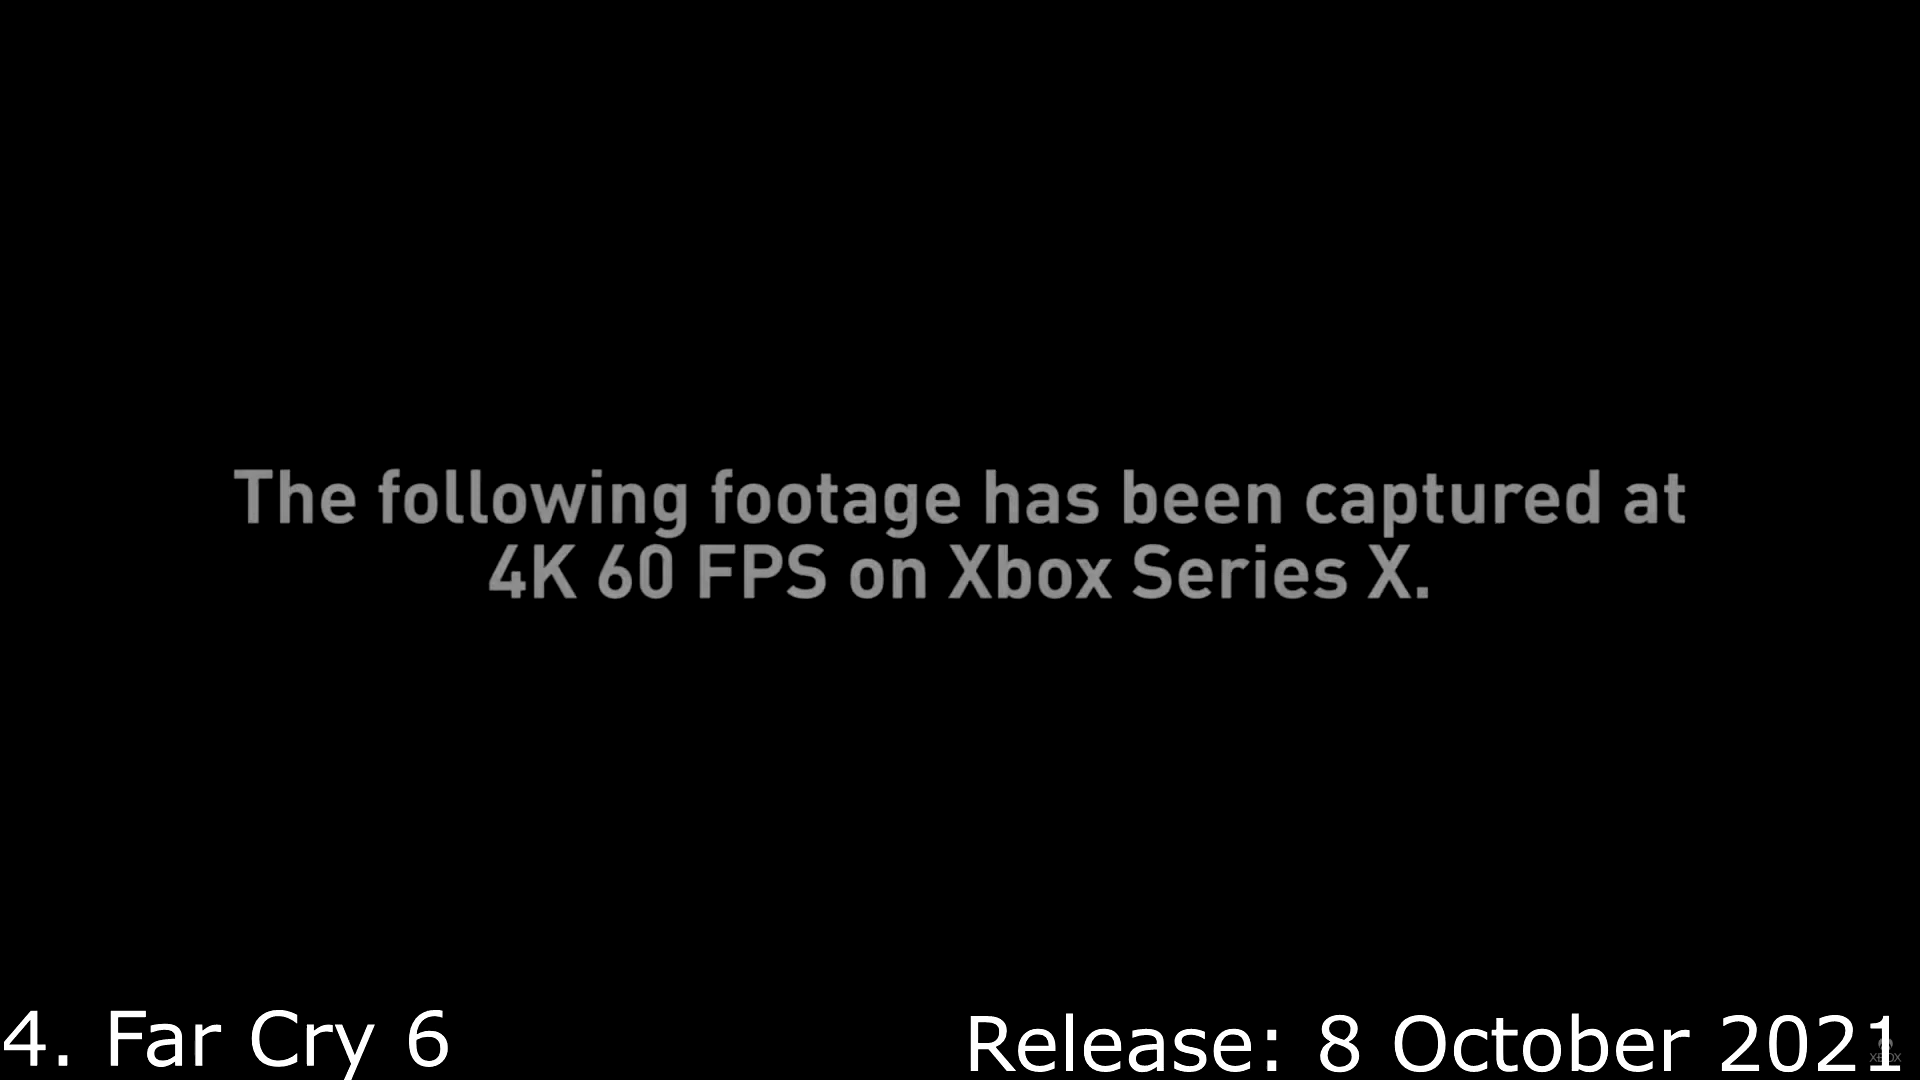 The following footage has been captured at
4K 60 FPS on Xbox Series X.
4. Far Cry 6
Release: 8 October 2021
XBOX